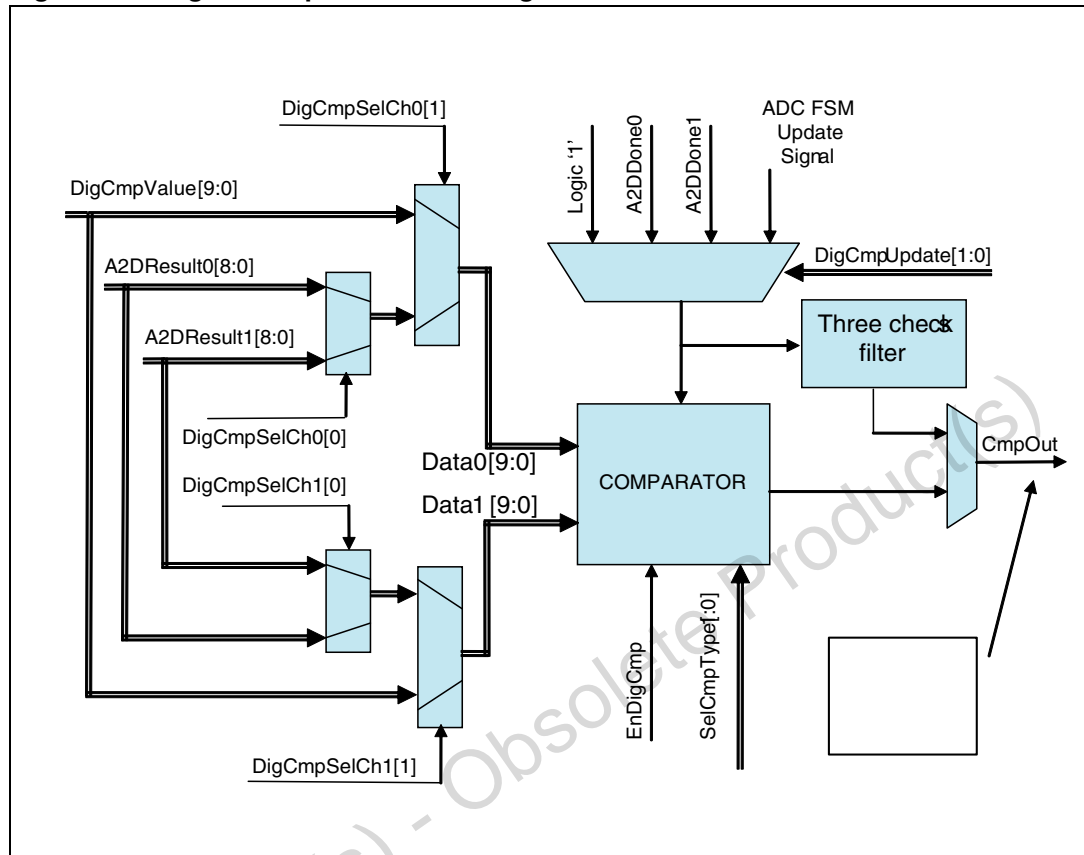 DigCmpSelCh0[1]
ADC FSM
Update
Signal
Logic ‘1’
A2DDone0
A2DDone1
DigCmpValue[9:0]
A2DResult0[8:0]
DigCmpUpdate[1:0]
A2DResult1[8:0]
Three checks
filter
DigCmpSelCh0[0]
CmpOut
Data0[9:0]
DigCmpSelCh1[0]
COMPARATOR
Data1 [9:0]
EnDigCmp
SelCmpType[:0]
DigCmpSelCh1[1]
(s) - Obsolete Product(s)